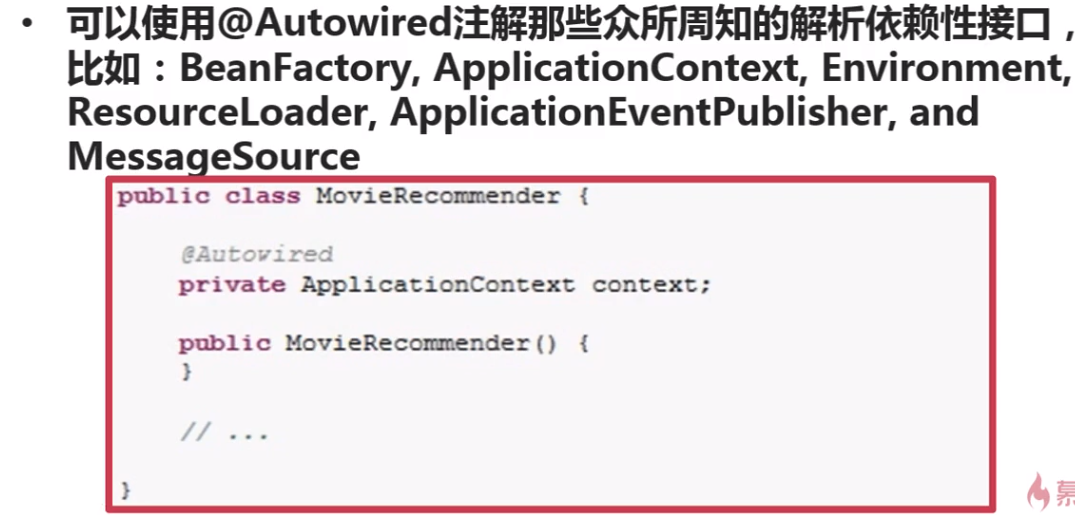 • 可以使用@Autowired注解那些众所周知的解析依赖性接口，
比如：BeanFactory, ApplicationContext, Environment,
ResourceLoader, ApplicationEventPublisher, and
MessageSource
public class MovieRecommender {
@Autowired
private ApplicationContext context;
public MovieRecommender() {
}
// ...
}
慕